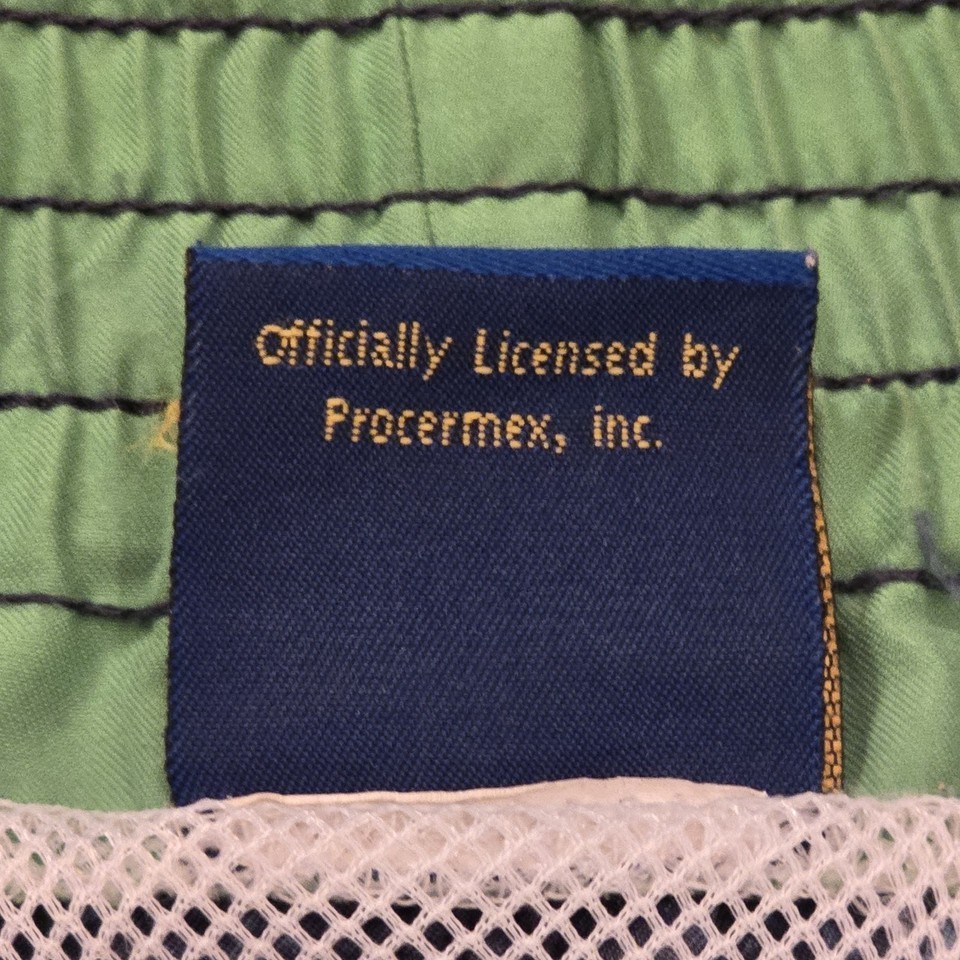 Officially Licensed by
Procermex, inc.